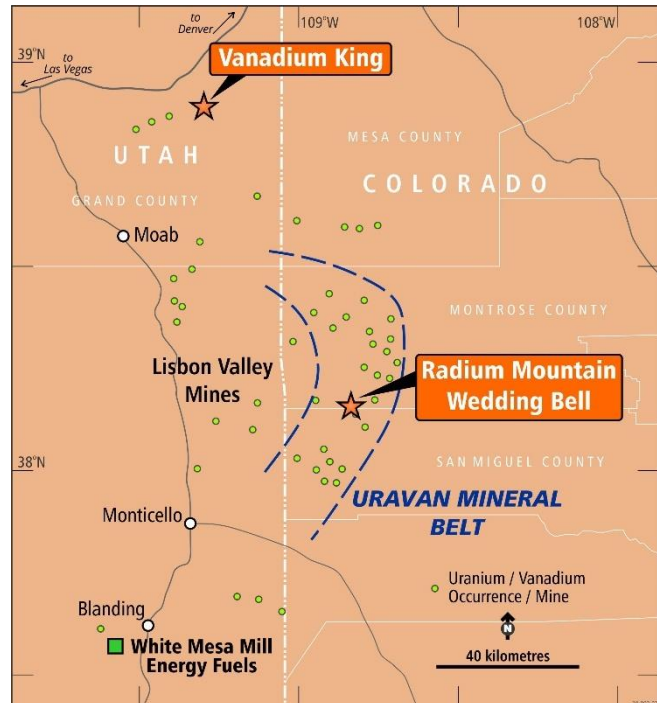 to
Denver
109°W
108°W
39°N
to
Las Vegas
Vanadium King
MESA COUNTY
UTAH
COLORADO
GRAND COUNTY
Moab
MONTROSE COUNTY
Lisbon Valley
Mines
Radium Mountain
Wedding Bell
38°N
SAN MIGUEL COUNTY
URAVAN MINERAL
BELT
Monticello
Uranium / Vanadium
Occurrence / Mine
Blanding
N
White Mesa Mill
Energy Fuels
40 kilometres